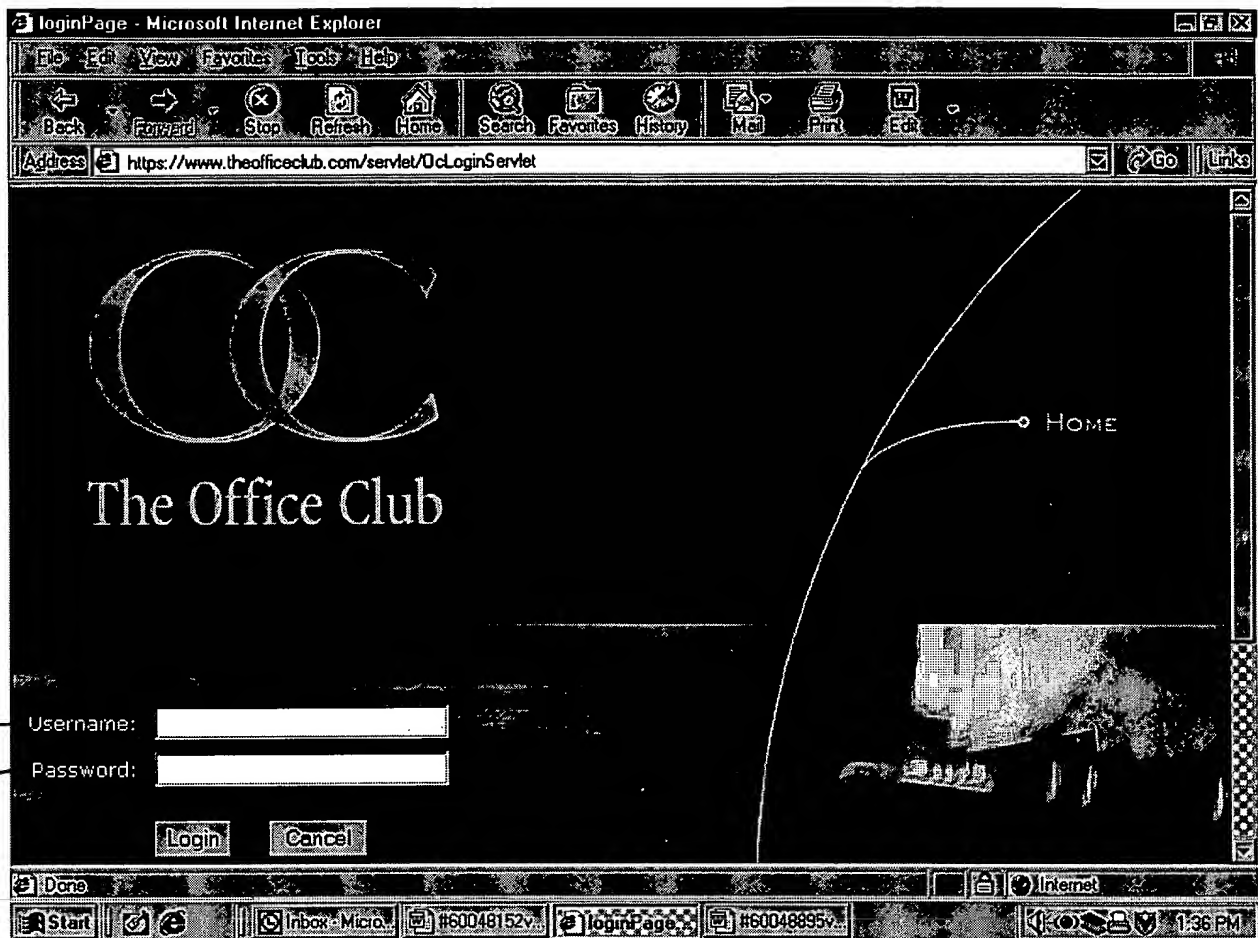 loginPage - Microsoft Internet Explorer
File Edit View Favorites Tools Help
Back Forward Stop Refresh Home Search Favorites History Mail Print Edit
Address https://www.theofficeclub.com/servlet/OcLoginServlet Go Links
OC
HOME
The Office Club
Username:
Password:
Login Cancel
Done Internet
Start Inbox - Micro... #60048152v... loginPage #60048895v... 1:36 PM